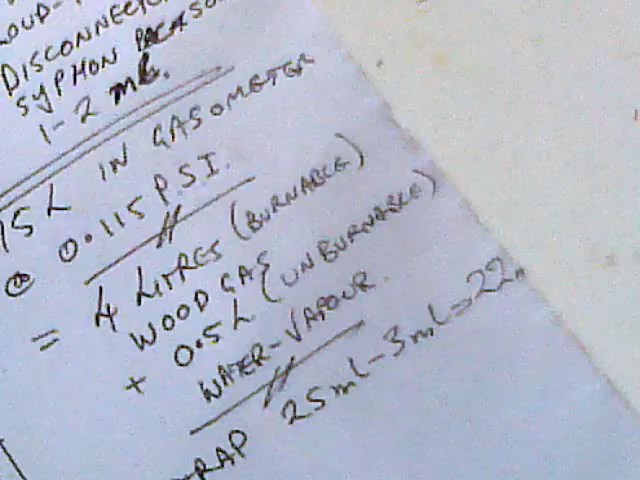 DISCONNECT
SYPHON
1-2 ml.
15L IN GASOMETER
@ 0.115 P.S.I.
= 4 LITRES (BURNABLE)
WOOD GAS
+ 0.5L (UNBURNABLE)
WATER-VAPOUR.
RAP 25ml-3ml=22